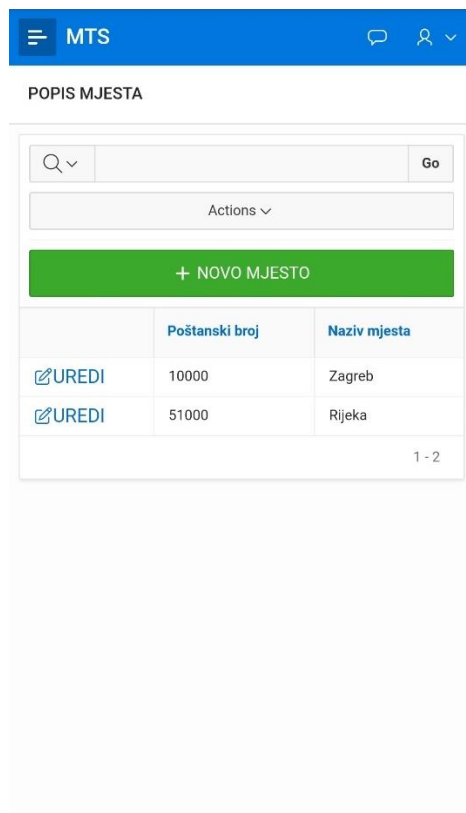 MTS
POPIS MJESTA
Go
Actions
+ NOVO MJESTO
Poštanski broj Naziv mjesta
UREDI 10000 Zagreb
UREDI 51000 Rijeka
1 - 2